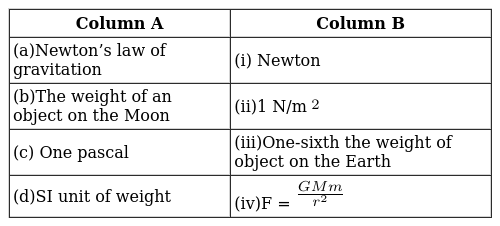 Column A Column B
(a)Newton’s law of
gravitation
(i) Newton
(b)The weight of an
object on the Moon
(ii)1 N/m 2
(c) One pascal
(iii)One-sixth the weight of
object on the Earth
(d)SI unit of weight
(iv)F = \frac{GMm}{r^2}